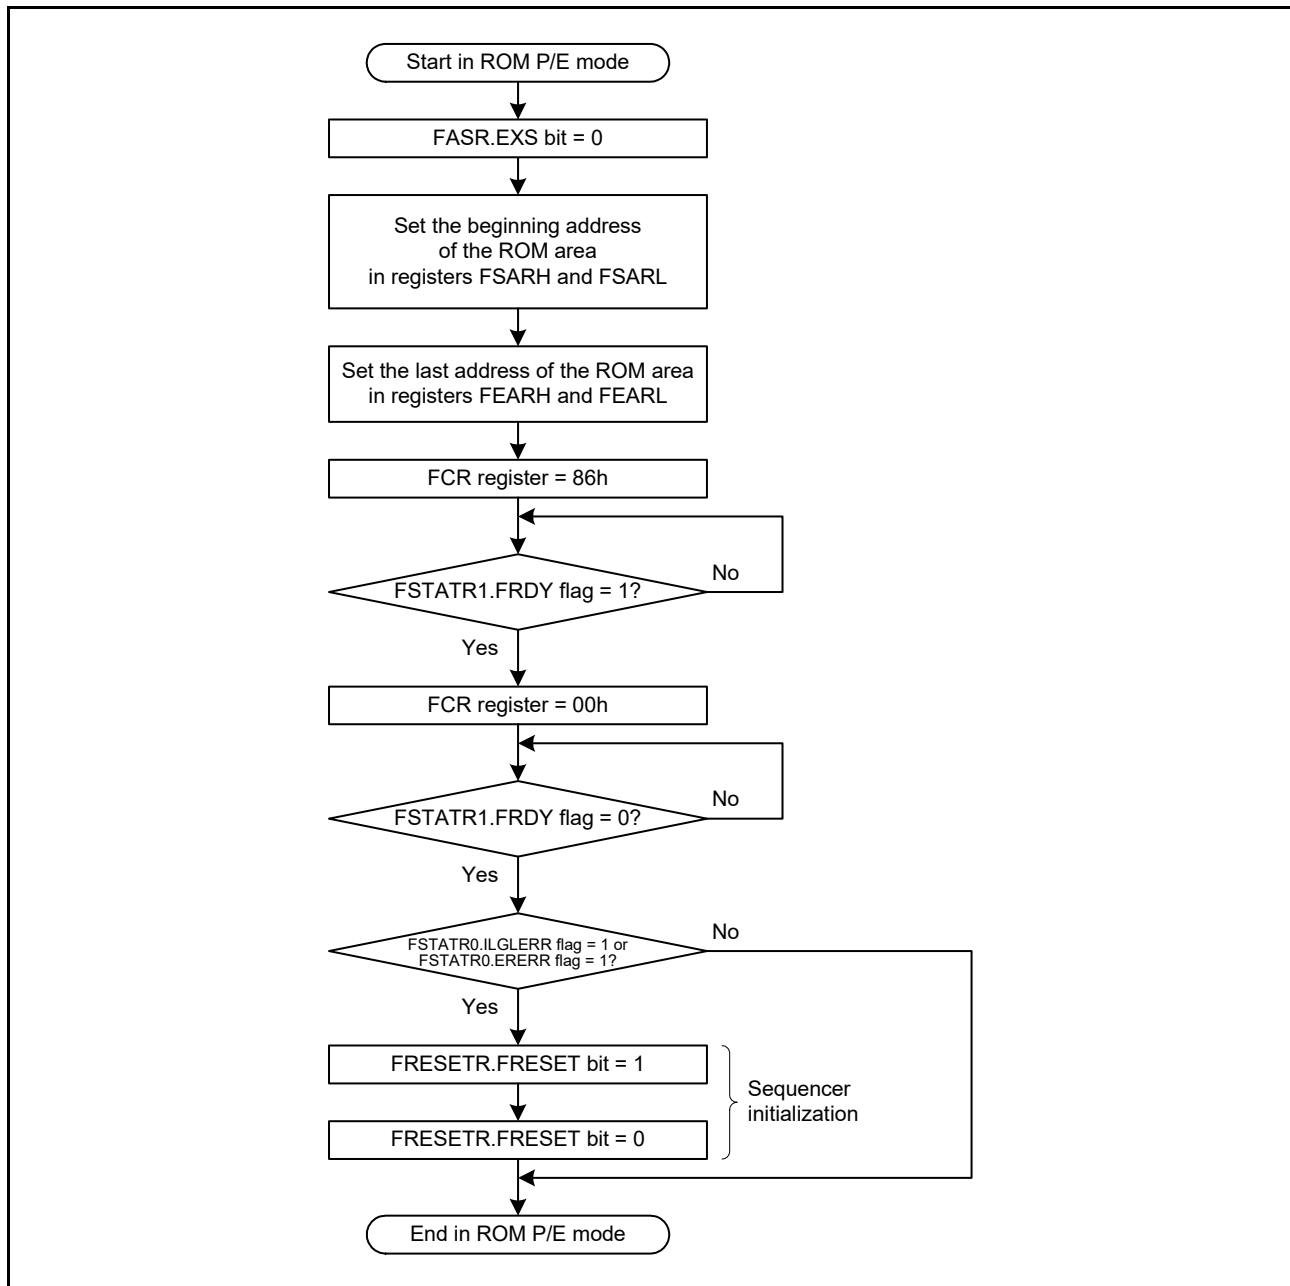 Start in ROM P/E mode
FASR.EXS bit = 0
Set the beginning address
of the ROM area
in registers FSARH and FSARL
Set the last address of the ROM area
in registers FEARH and FEARL
FCR register = 86h
FSTATR1.FRDY flag = 1?
No
Yes
FCR register = 00h
FSTATR1.FRDY flag = 0?
No
Yes
FSTATR0.ILGLERR flag = 1 or
FSTATR0.ERERR flag = 1?
No
Yes
FRESETR.FRESET bit = 1
FRESETR.FRESET bit = 0
Sequencer
initialization
End in ROM P/E mode